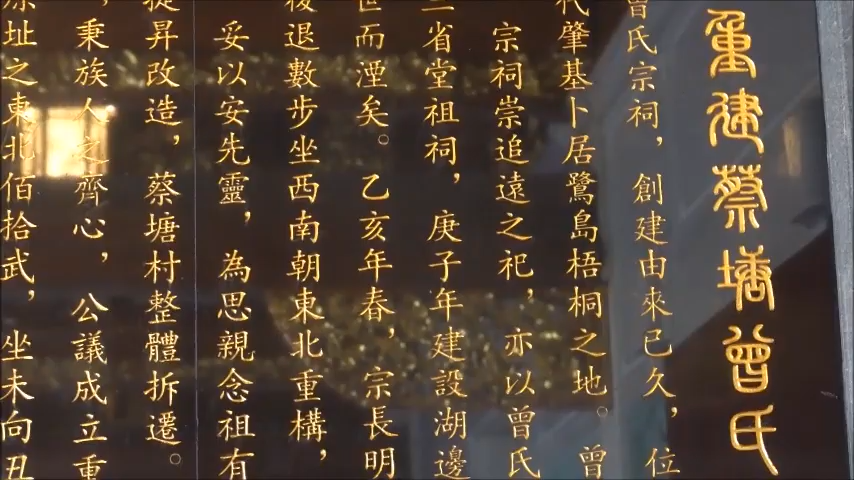 重建蔡塘曾氏
曾氏宗祠，創建由來已久，位
代肇基卜居鷺島梧桐之地。曾
宗祠崇追遠之祀，亦以曾氏
三省堂祖祠，庚子年建設湖邊
世而湮矣。乙亥年春，宗長明
後退數步坐西南朝東北重構，
妥以安先靈，為思親念祖有
提昇改造，蔡塘村整體拆遷。
，秉族人之齊心，公議成立重
原址之東北佰拾武，坐未向丑